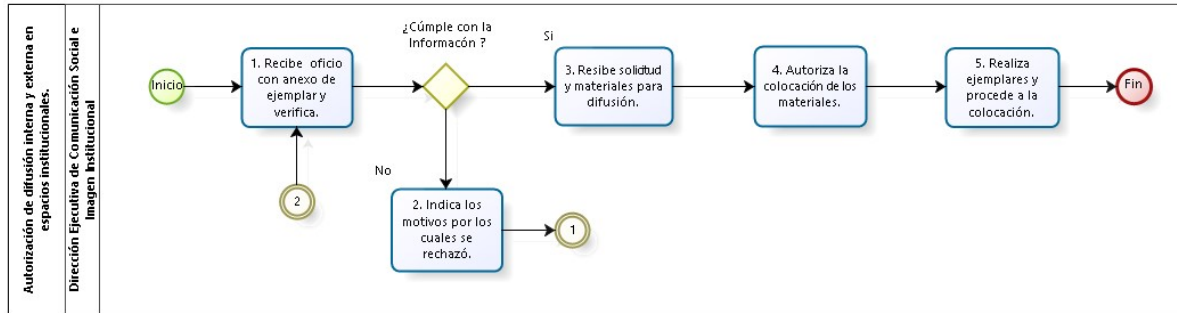 Autorización de difusión interna y externa en
espacios institucionales.
Dirección Ejecutiva de Comunicación Social e
Imagen Institucional
Inicio
1. Recibe oficio
con anexo de
ejemplar y
verifica.
2
¿Cúmple con la
Informacón ?
Si
No
2. Indica los
motivos por los
cuales se
rechazó.
1
3. Resibe solicitud
y materiales para
difusión.
4. Autoriza la
colocación de los
materiales.
5. Realiza
ejemplares y
procede a la
colocación.
Fin